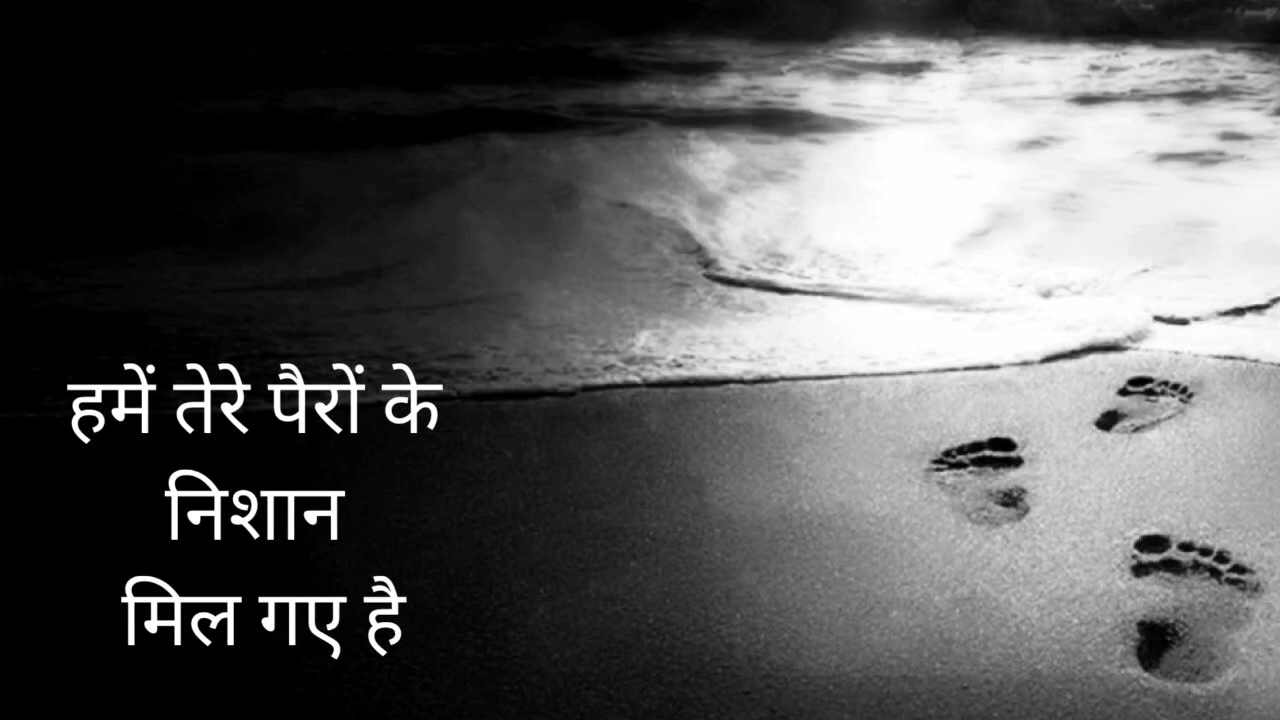 हमें तेरे पैरों के
निशान
मिल गए है